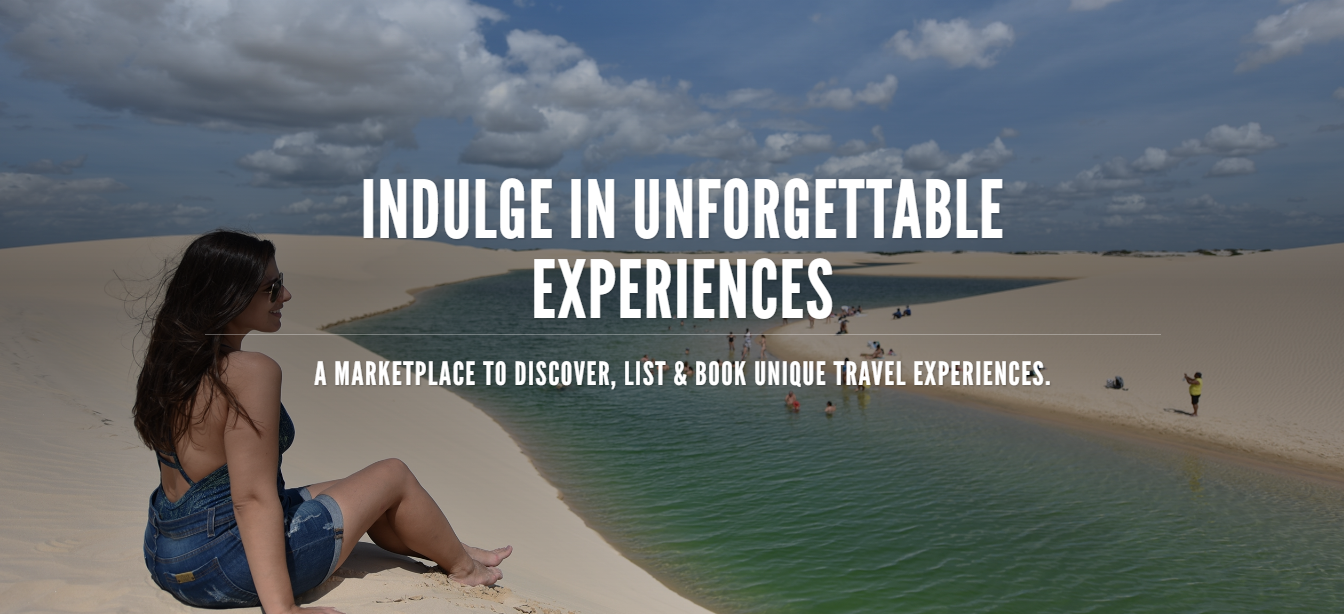 INDULGE IN UNFORGETTABLE
EXPERIENCES
A MARKETPLACE TO DISCOVER, LIST & BOOK UNIQUE TRAVEL EXPERIENCES.